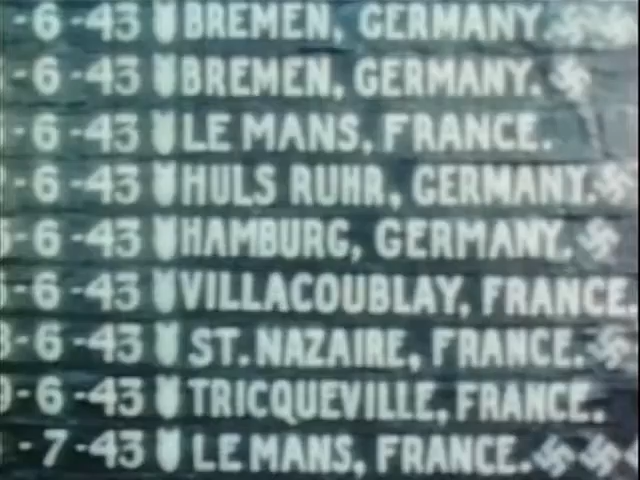 -6-43 BREMEN, GERMANY.
-6-43 BREMEN, GERMANY.
-6-43 LE MANS, FRANCE.
-6-43 HULS RUHR, GERMANY.
-6-43 HAMBURG, GERMANY.
-6-43 VILLACOUBLAY, FRANCE.
-6-43 ST. NAZAIRE, FRANCE.
-6-43 TRICQUEVILLE, FRANCE.
-7-43 LE MANS, FRANCE.